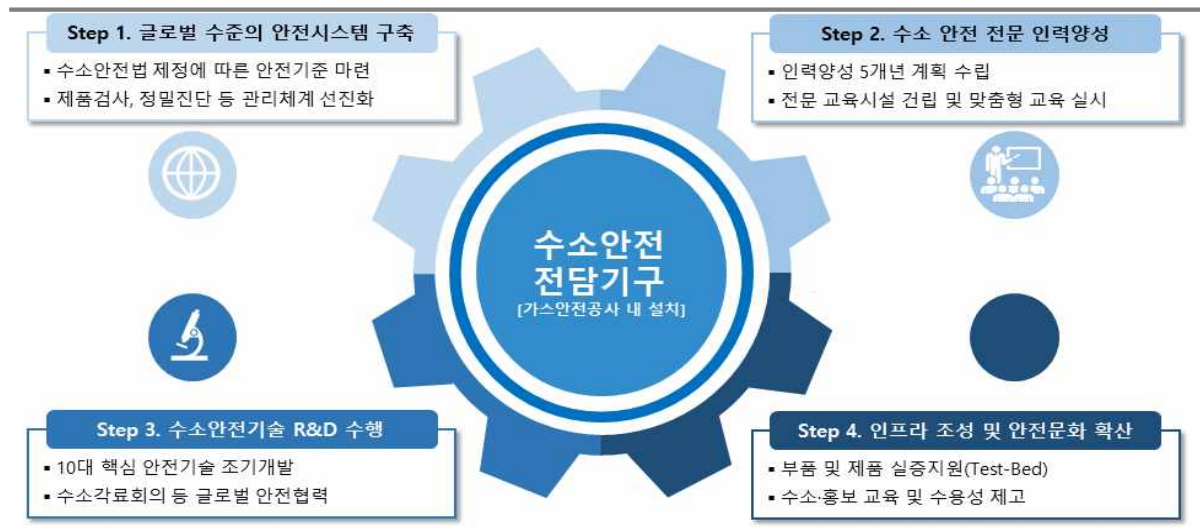 Step 1. 글로벌 수준의 안전시스템 구축
▪ 수소안전법 제정에 따른 안전기준 마련
▪ 제품검사, 정밀진단 등 관리체계 선진화
Step 2. 수소 안전 전문 인력양성
▪ 인력양성 5개년 계획 수립
▪ 전문 교육시설 건립 및 맞춤형 교육 실시
수소안전
전담기구
[가스안전공사 내 설치]
Step 3. 수소안전기술 R&D 수행
▪ 10대 핵심 안전기술 조기개발
▪ 수소각료회의 등 글로벌 안전협력
Step 4. 인프라 조성 및 안전문화 확산
▪ 부품 및 제품 실증지원(Test-Bed)
▪ 수소·홍보 교육 및 수용성 제고